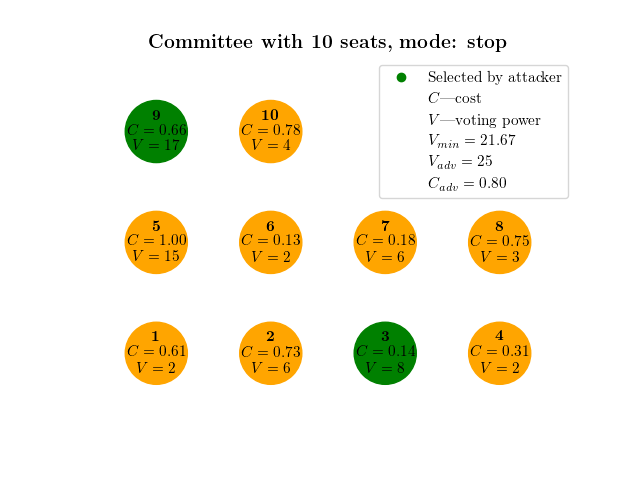 Committee with 10 seats, mode: stop
Selected by attacker
C—cost
V—voting power
V_{min} = 21.67
V_{adv} = 25
C_{adv} = 0.80
9
C = 0.66
V = 17
10
C = 0.78
V = 4
5
C = 1.00
V = 15
6
C = 0.13
V = 2
7
C = 0.18
V = 6
8
C = 0.75
V = 3
1
C = 0.61
V = 2
2
C = 0.73
V = 6
3
C = 0.14
V = 8
4
C = 0.31
V = 2